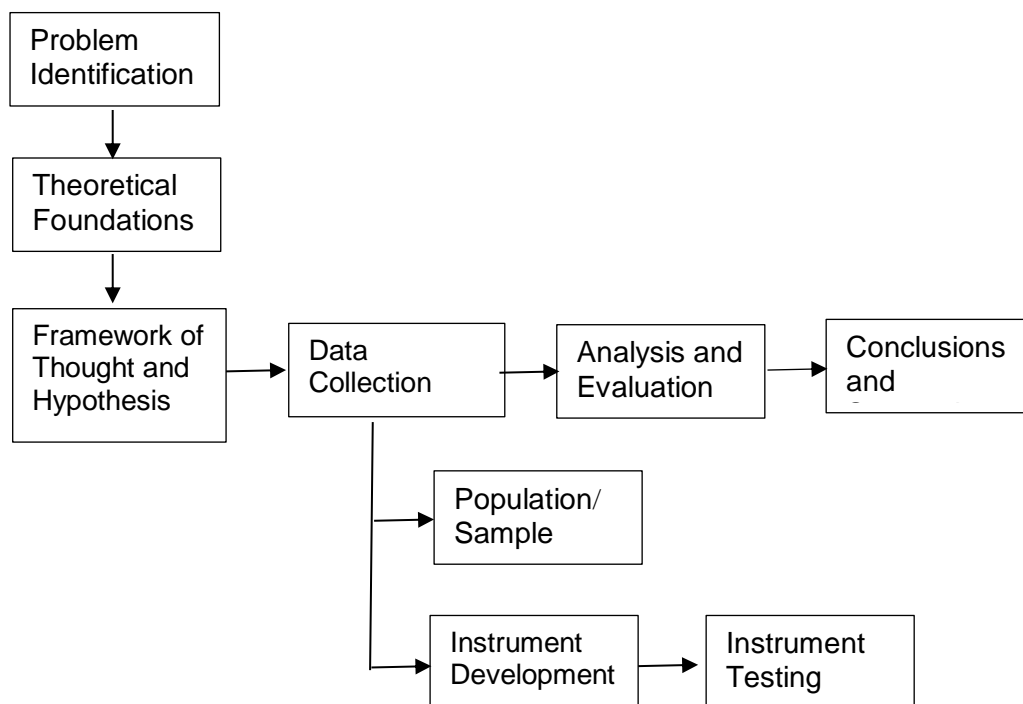 Problem
Identification
Theoretical
Foundations
Framework of
Thought and
Hypothesis
Data
Collection
Analysis and
Evaluation
Conclusions
and
Population/
Sample
Instrument
Development
Instrument
Testing